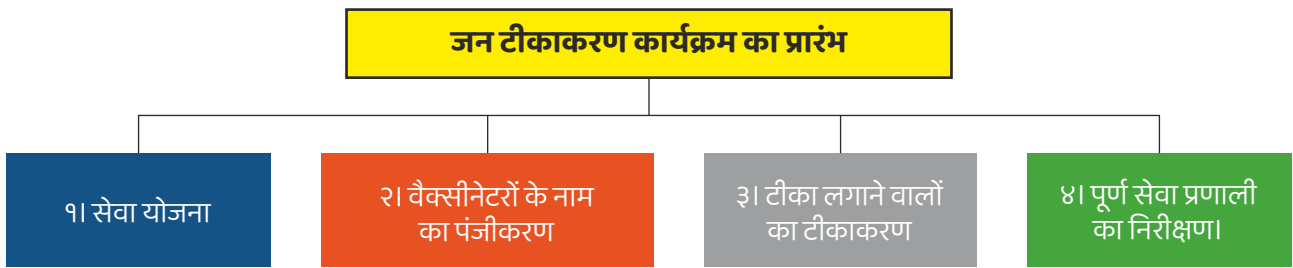 जन टीकाकरण कार्यक्रम का प्रारंभ
१। सेवा योजना
२। वैक्सीनेटरों के नाम
का पंजीकरण
३। टीका लगाने वालों
का टीकाकरण
४। पूर्ण सेवा प्रणाली
का निरीक्षण।